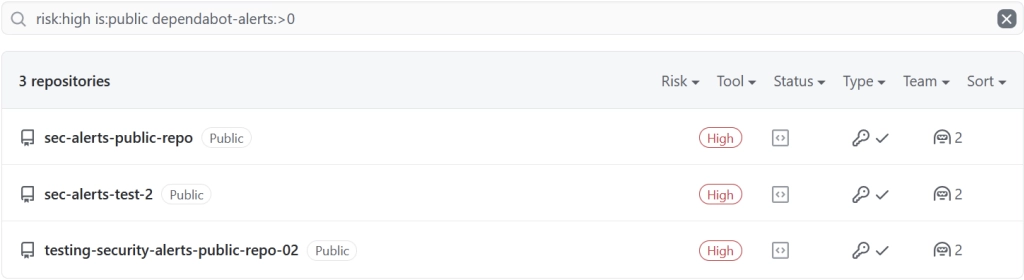 risk:high is:public dependabot-alerts:>0
3 repositories Risk Tool Status Type Team Sort
sec-alerts-public-repo Public High 2
sec-alerts-test-2 Public High 2
testing-security-alerts-public-repo-02 Public High 2